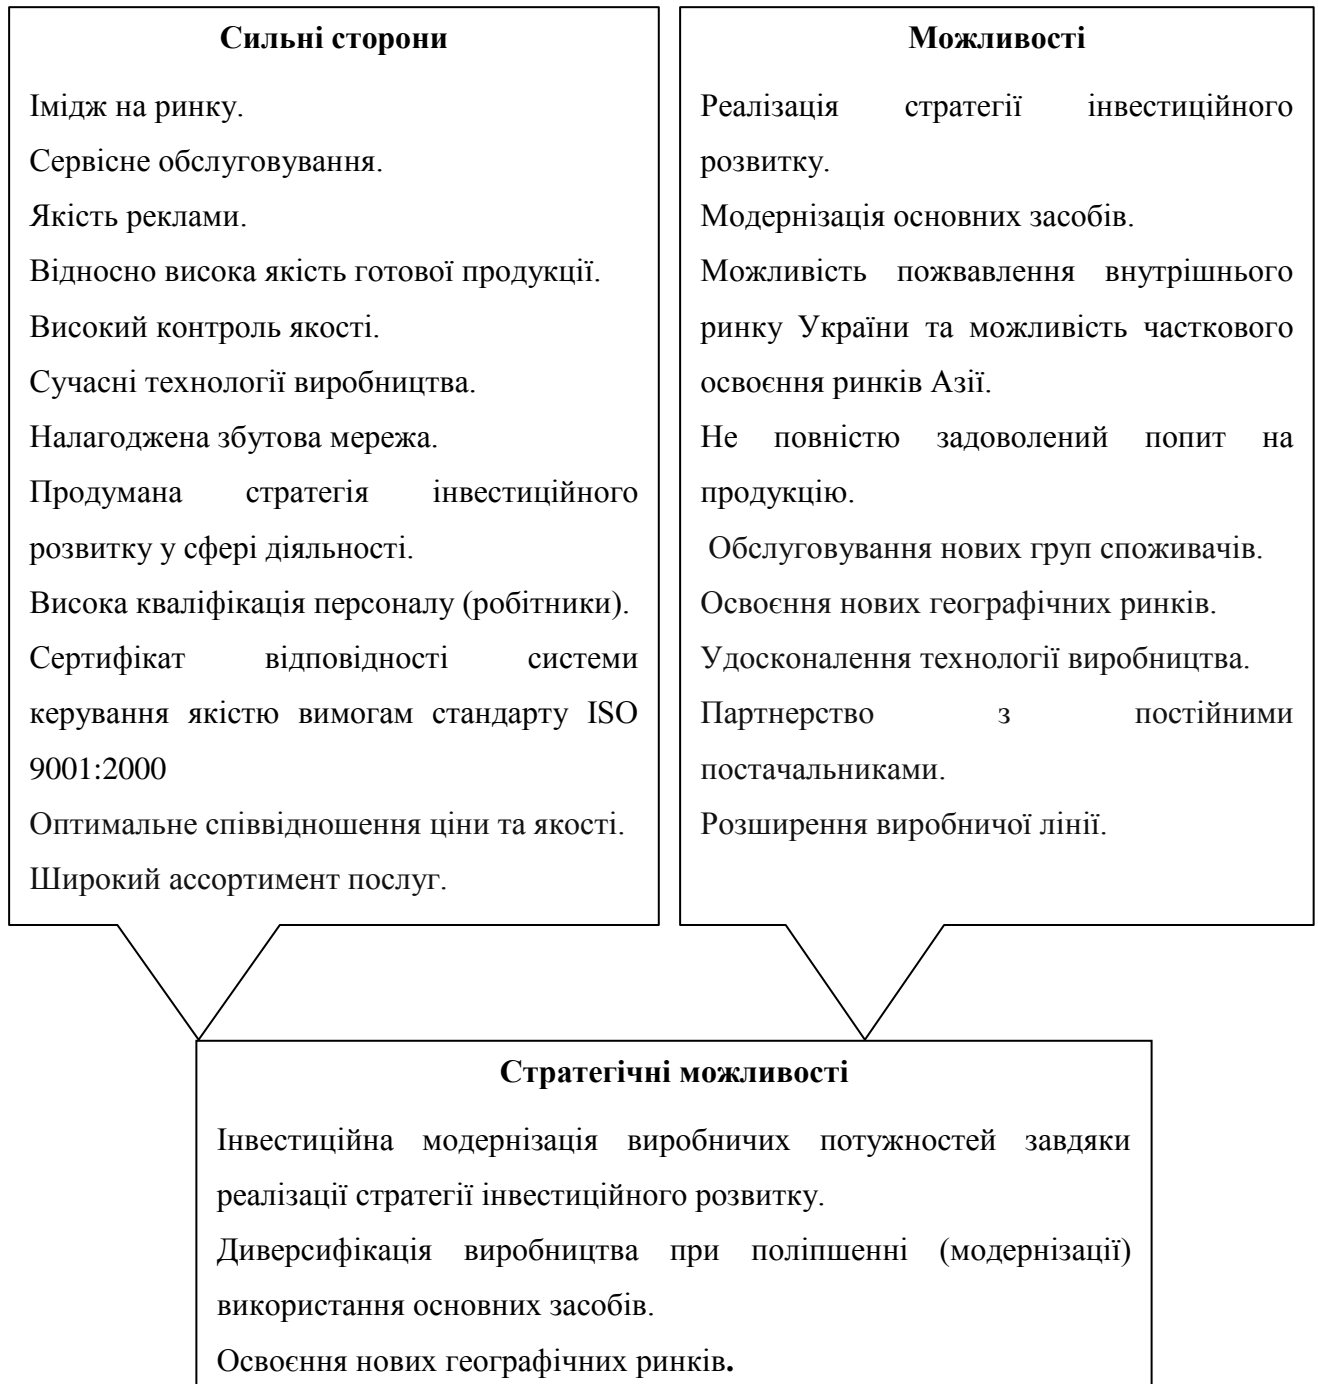 Сильні сторони
Імідж на ринку.
Сервісне обслуговування.
Якість реклами.
Відносно висока якість готової продукції.
Високий контроль якості.
Сучасні технології виробництва.
Налагоджена збутова мережа.
Продумана стратегія інвестиційного
розвитку у сфері діяльності.
Висока кваліфікація персоналу (робітники).
Сертифікат відповідності системи
керування якістю вимогам стандарту ISO
9001:2000
Оптимальне співвідношення ціни та якості.
Широкий ассортимент послуг.
Можливості
Реалізація стратегії інвестиційного
розвитку.
Модернізація основних засобів.
Можливість пожвавлення внутрішнього
ринку України та можливість часткового
освоєння ринків Азії.
Не повністю задоволений попит на
продукцію.
Обслуговування нових груп споживачів.
Освоєння нових географічних ринків.
Удосконалення технології виробництва.
Партнерство з постійними
постачальниками.
Розширення виробничої лінії.
Стратегічні можливості
Інвестиційна модернізація виробничих потужностей завдяки
реалізації стратегії інвестиційного розвитку.
Диверсифікація виробництва при поліпшенні (модернізації)
використання основних засобів.
Освоєння нових географічних ринків.